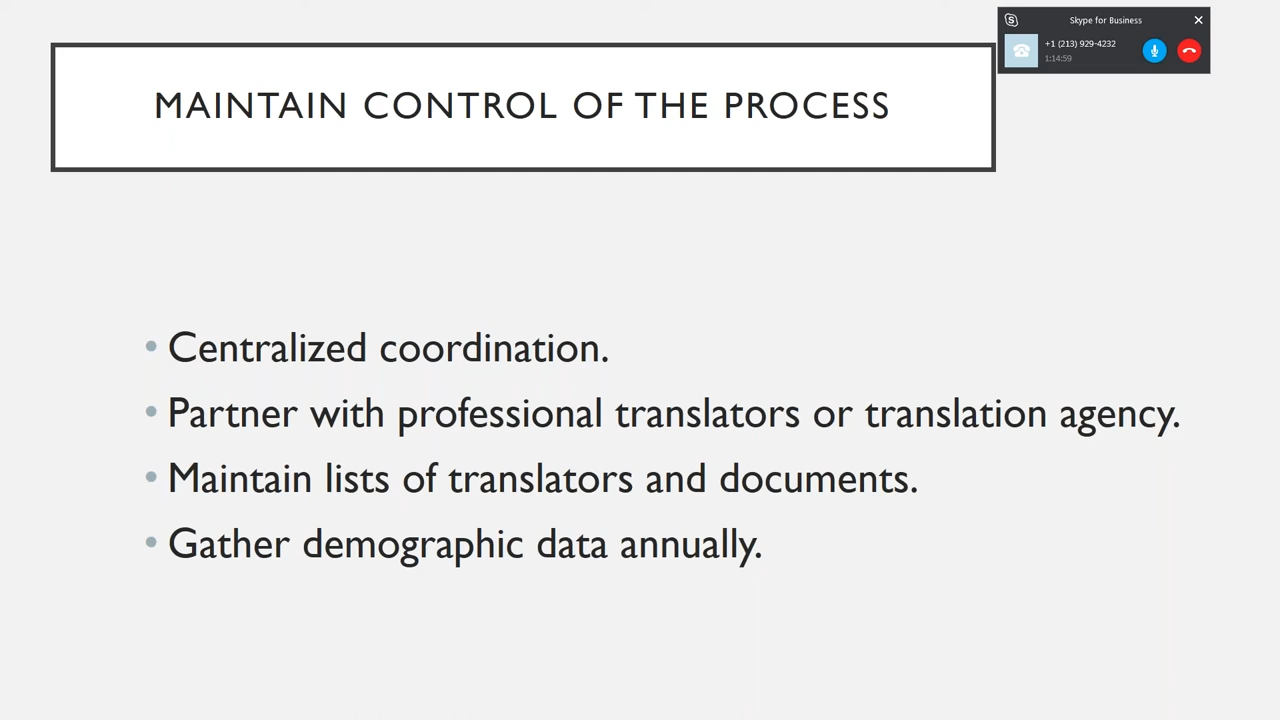 Skype for Business
+1 (213) 929-4232
1:14:59
MAINTAIN CONTROL OF THE PROCESS
• Centralized coordination.
• Partner with professional translators or translation agency.
• Maintain lists of translators and documents.
• Gather demographic data annually.